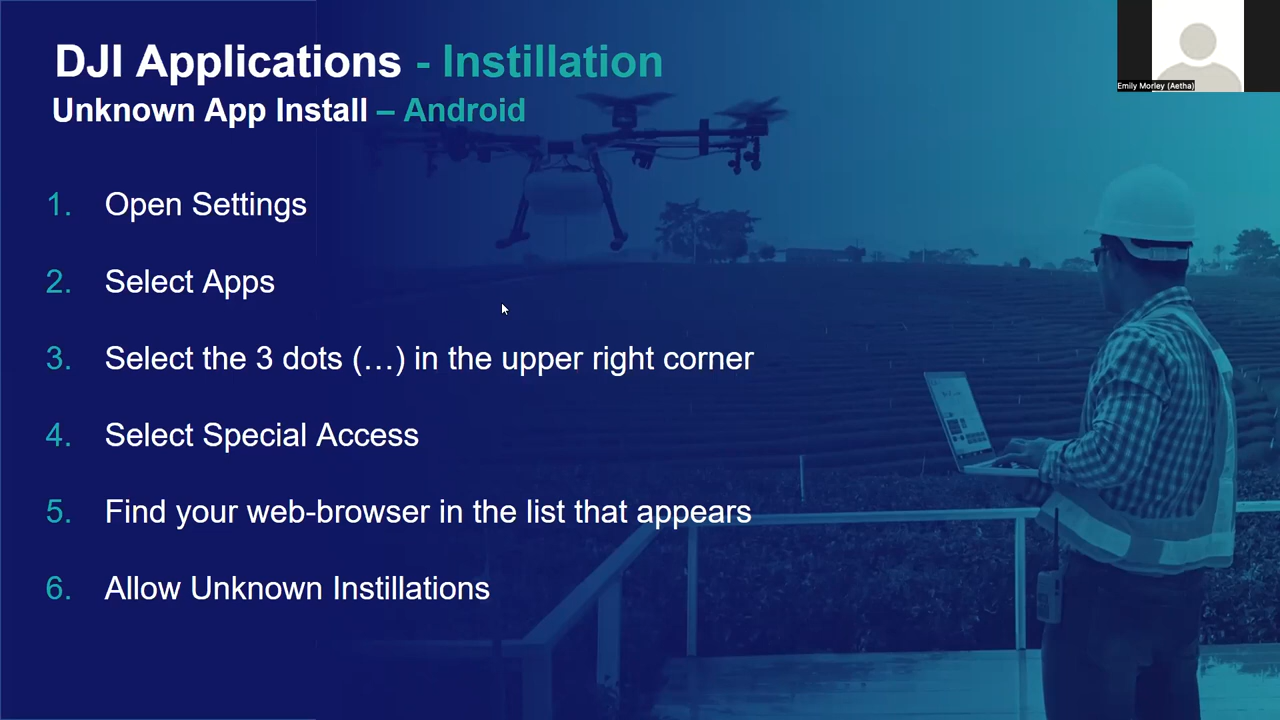 DJI Applications - Instillation
Unknown App Install – Android
Emily Morley (Aetha)
1. Open Settings
2. Select Apps
3. Select the 3 dots (…) in the upper right corner
4. Select Special Access
5. Find your web-browser in the list that appears
6. Allow Unknown Instillations